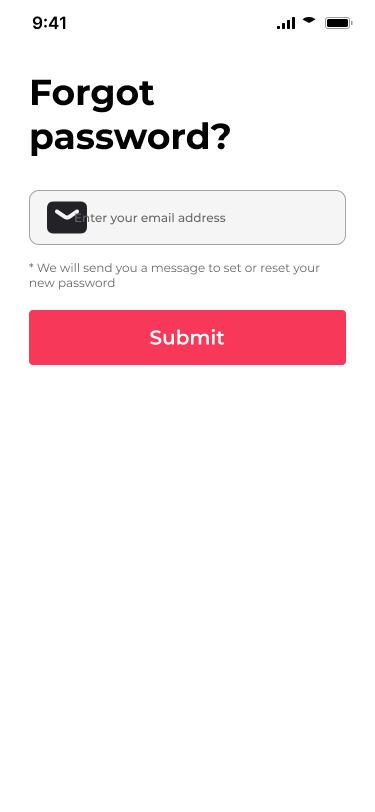 9:41
Forgot
password?
Enter your email address
* We will send you a message to set or reset your
new password
Submit